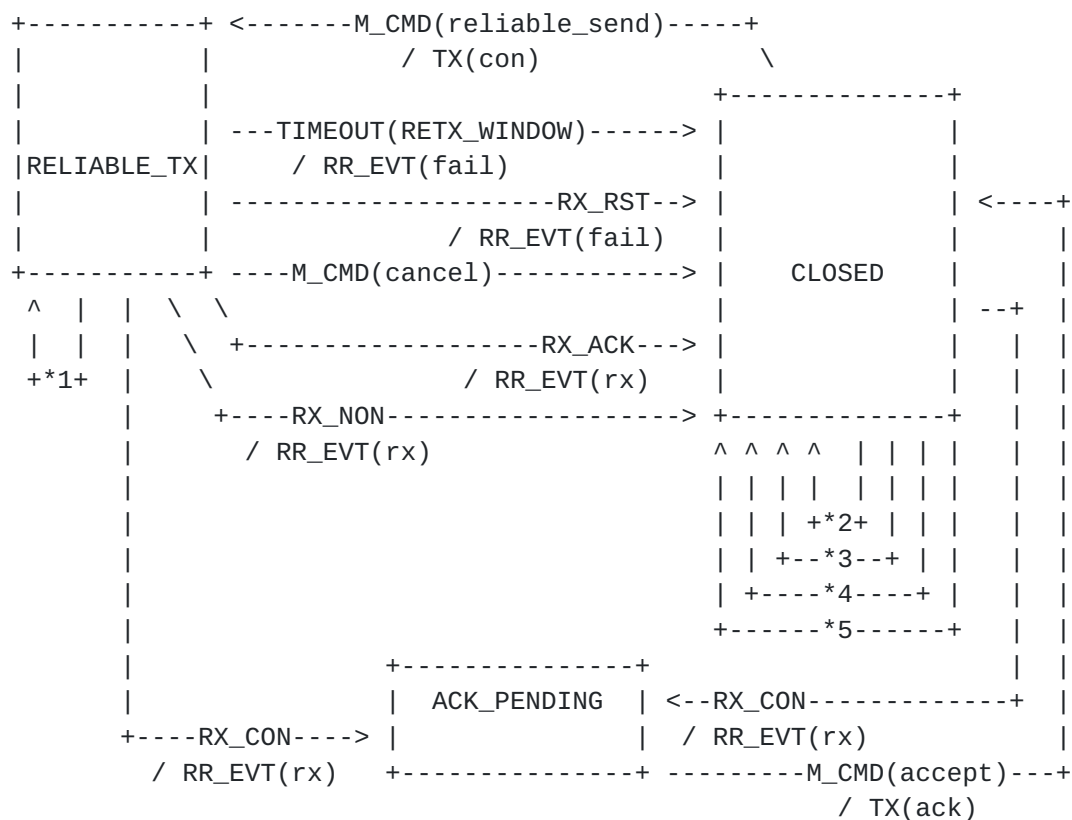 +-----------+ <-------M_CMD(reliable_send)-----+
|           |            / TX(con)              \
|           |                                +--------------+
|           | ---TIMEOUT(RETX_WINDOW)------> |              |
|RELIABLE_TX|     / RR_EVT(fail)             |              |
|           | ---------------------RX_RST--> |              | <----+
|           |               / RR_EVT(fail)   |              |      |
+-----------+ ----M_CMD(cancel)------------> |    CLOSED    |      |
 ^  |  |  \  \                               |              | --+  |
 |  |  |   \  +-------------------RX_ACK---> |              |   |  |
 +*1+  |    \                / RR_EVT(rx)    |              |   |  |
       |     +----RX_NON-------------------> +--------------+   |  |
       |       / RR_EVT(rx)                  ^ ^ ^ ^  | | | |   |  |
       |                                     | | | |  | | | |   |  |
       |                                     | | | +*2+ | | |   |  |
       |                                     | | +--*3--+ | |   |  |
       |                                     | +----*4----+ |   |  |
       |                                     +------*5------+   |  |
       |                +---------------+                       |  |
       |                |  ACK_PENDING  | <--RX_CON-------------+  |
       +----RX_CON----> |               |  / RR_EVT(rx)            |
         / RR_EVT(rx)   +---------------+ ---------M_CMD(accept)---+
                                                     / TX(ack)